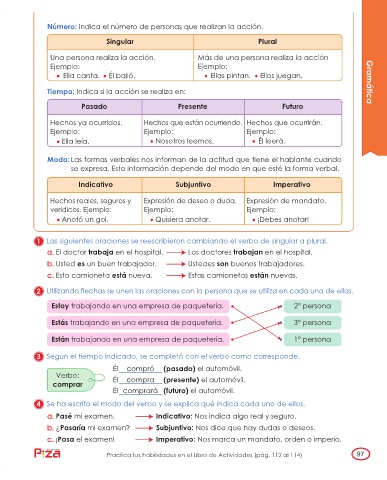 Número: Indica el número de personas que realizan la acción.
Singular Plural
Una persona realiza la acción. Más de una persona realiza la acción
Ejemplo: Ejemplo:
• Ella canta. • Él bailó. • Ellas pintan. • Ellos juegan.
Gramática
Tiempo: Indica si la acción se realiza en:
Pasado Presente Futuro
Hechos ya ocurridos. Hechos que están ocurriendo. Hechos que ocurrirán.
Ejemplo: Ejemplo: Ejemplo:
• Ella leía. • Nosotros leemos. • Él leerá.
Modo: Las formas verbales nos informan de la actitud que tiene el hablante cuando
se expresa. Esta información depende del modo en que esté la forma verbal.
Indicativo Subjuntivo Imperativo
Hechos reales, seguros y Expresión de deseo o duda. Expresión de mandato.
verídicos. Ejemplo: Ejemplo: Ejemplo:
• Anotó un gol. • Quisiera anotar. • ¡Debes anotar!
1 Las siguientes oraciones se reescribieron cambiando el verbo de singular a plural.
a. El doctor trabaja en el hospital. Los doctores trabajan en el hospital.
b. Usted es un buen trabajador. Ustedes son buenos trabajadores.
c. Esta camioneta está nueva. Estas camionetas están nuevas.
2 Utilizando flechas se unen las oraciones con la persona que se utiliza en cada una de ellas.
Estoy trabajando en una empresa de paquetería. 2° persona
Estás trabajando en una empresa de paquetería. 3° persona
Están trabajando en una empresa de paquetería. 1° persona
3 Según el tiempo indicado, se completó con el verbo como corresponde.
Verbo:
comprar
Él compró (pasado) el automóvil.
Él compra (presente) el automóvil.
Él comprará (futuro) el automóvil.
4 Se ha escrito el modo del verbo y se explica qué indica cada uno de ellos.
a. Pasé mi examen. Indicativo: Nos indica algo real y seguro.
b. ¿Pasaría mi examen? Subjuntivo: Nos dice que hay dudas o deseos.
c. ¡Pasa el examen! Imperativo: Nos marca un mandato, orden o imperio.
Practica tus habilidades en el Libro de Actividades (pág. 112 al 114) 97